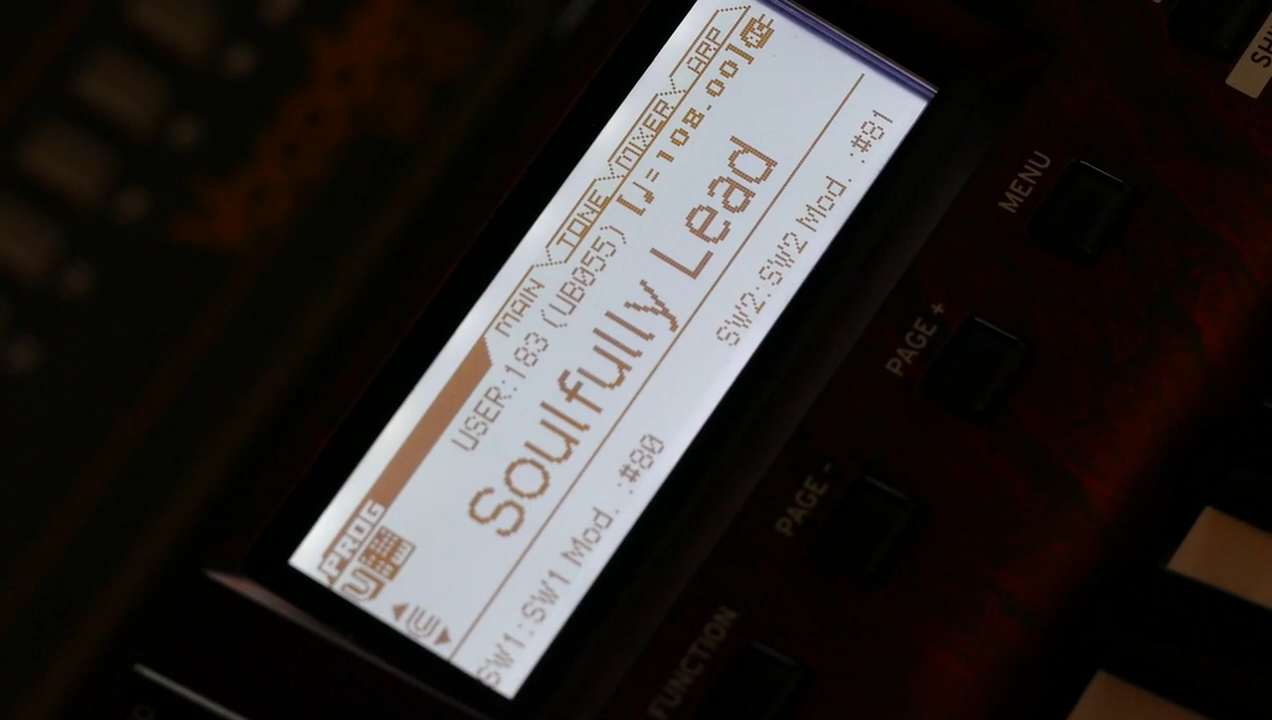 PROG MAIN TONE MIXER ARP
U USER:183 (UB055) [♩=108.00]
Soulfully Lead
U
SW1:SW1 Mod. :#80 SW2:SW2 Mod. :#81
MENU
PAGE +
PAGE-
FUNCTION